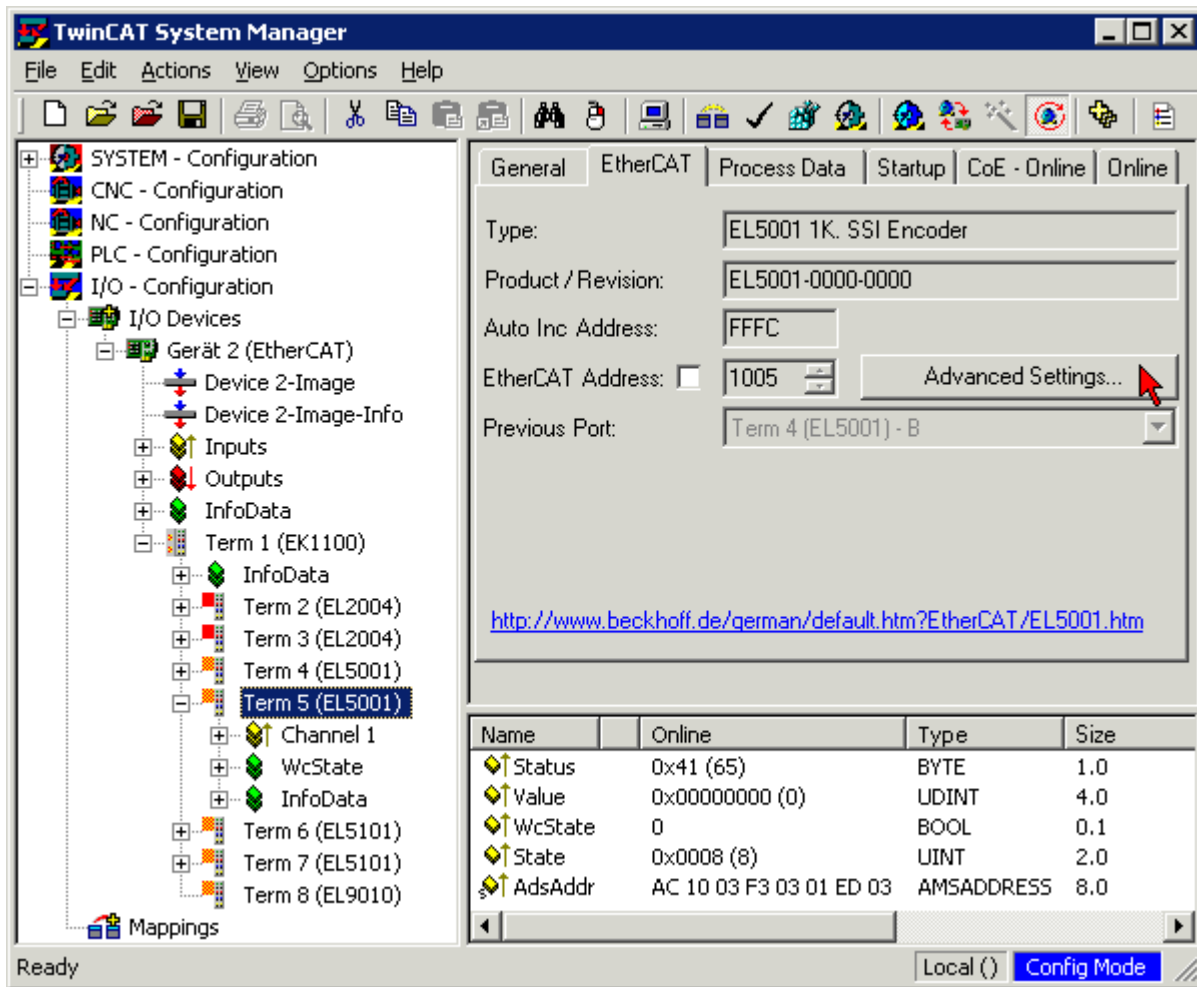 TwinCAT System Manager
File Edit Actions View Options Help
SYSTEM - Configuration
CNC - Configuration
NC - Configuration
PLC - Configuration
I/O - Configuration
I/O Devices
Gerät 2 (EtherCAT)
Device 2-Image
Device 2-Image-Info
Inputs
Outputs
InfoData
Term 1 (EK1100)
InfoData
Term 2 (EL2004)
Term 3 (EL2004)
Term 4 (EL5001)
Term 5 (EL5001)
Channel 1
WcState
InfoData
Term 6 (EL5101)
Term 7 (EL5101)
Term 8 (EL9010)
Mappings
General EtherCAT Process Data Startup CoE - Online Online
Type: EL5001 1K. SSI Encoder
Product / Revision: EL5001-0000-0000
Auto Inc Address: FFFC
EtherCAT Address: 1005 Advanced Settings...
Previous Port: Term 4 (EL5001) - B
http://www.beckhoff.de/german/default.htm?EtherCAT/EL5001.htm
Name Online Type Size
Status 0x41 (65) BYTE 1.0
Value 0x00000000 (0) UDINT 4.0
WcState 0 BOOL 0.1
State 0x0008 (8) UINT 2.0
AdsAddr AC 10 03 F3 03 01 ED 03 AMSADDRESS 8.0
Ready Local () Config Mode